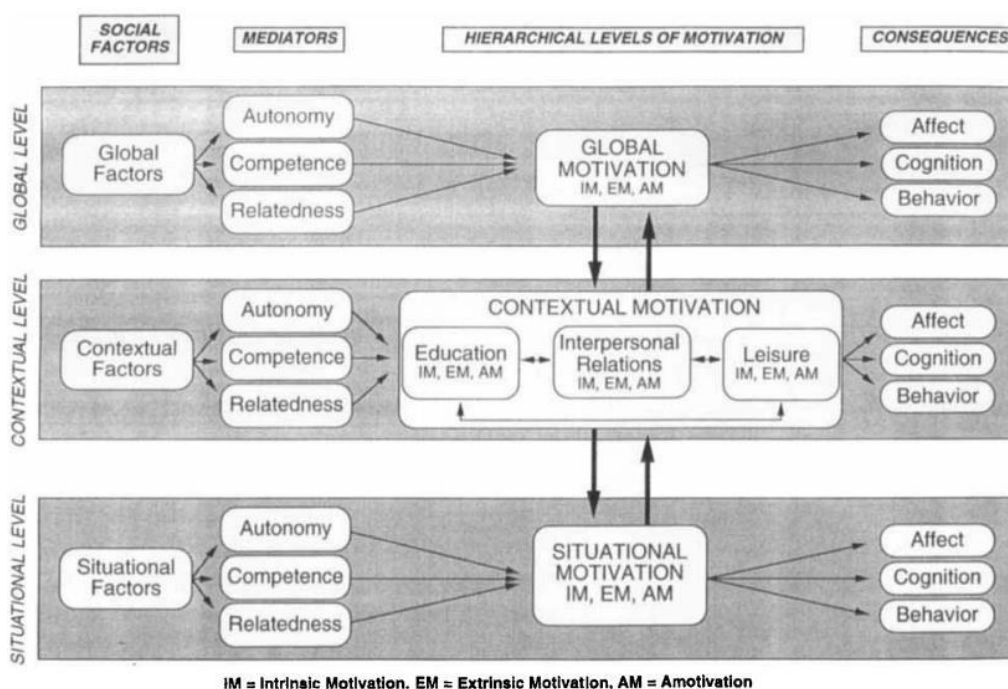 SOCIAL
FACTORS
MEDIATORS
HIERARCHICAL LEVELS OF MOTIVATION
CONSEQUENCES
GLOBAL LEVEL
Global
Factors
Autonomy
Competence
Relatedness
GLOBAL
MOTIVATION
IM, EM, AM
Affect
Cognition
Behavior
CONTEXTUAL LEVEL
Contextual
Factors
Autonomy
Competence
Relatedness
CONTEXTUAL MOTIVATION
Education
IM, EM, AM
Interpersonal
Relations
IM, EM, AM
Leisure
IM, EM, AM
Affect
Cognition
Behavior
SITUATIONAL LEVEL
Situational
Factors
Autonomy
Competence
Relatedness
SITUATIONAL
MOTIVATION
IM, EM, AM
Affect
Cognition
Behavior
IM = Intrinsic Motivation, EM = Extrinsic Motivation, AM = Amotivation